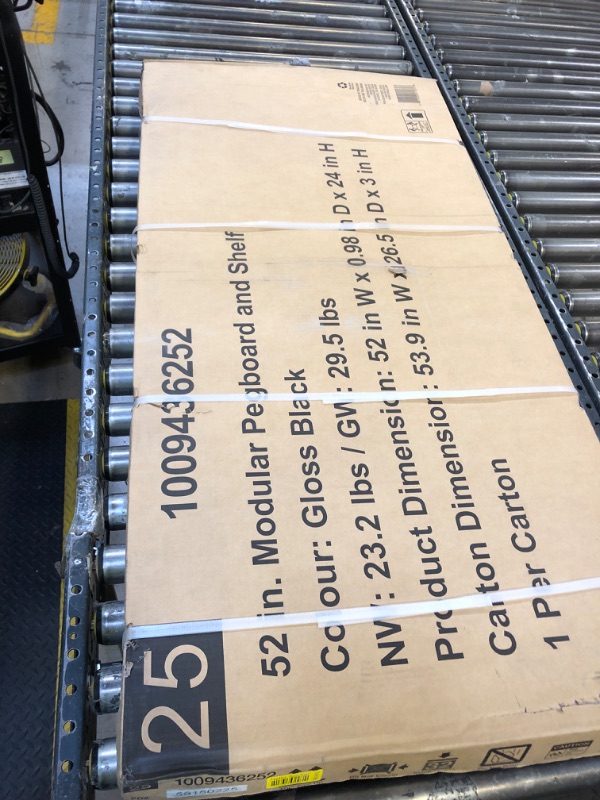 25
1009436252
52 in. Modular Pegboard and Shelf
Colour: Gloss Black
NW: 23.2 lbs / GW: 29.5 lbs
Product Dimension: 52 in W x 0.98 in D x 24 in H
Carton Dimension: 53.9 in W x 26.5 in D x 3 in H
1 Per Carton
1009436252
CAUTION